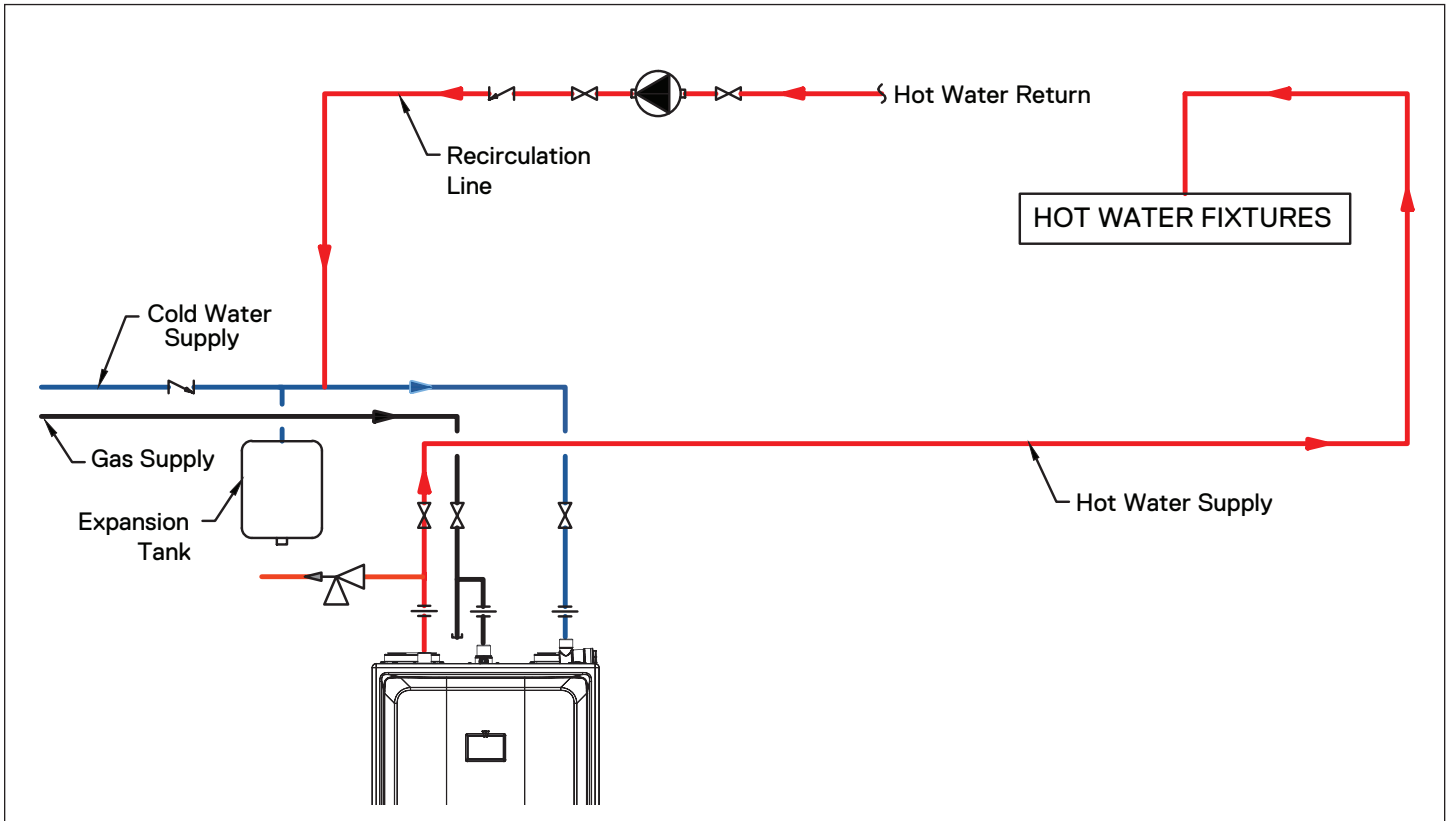 Hot Water Return
Recirculation
Line
HOT WATER FIXTURES
Cold Water
Supply
Gas Supply
Expansion
Tank
Hot Water Supply